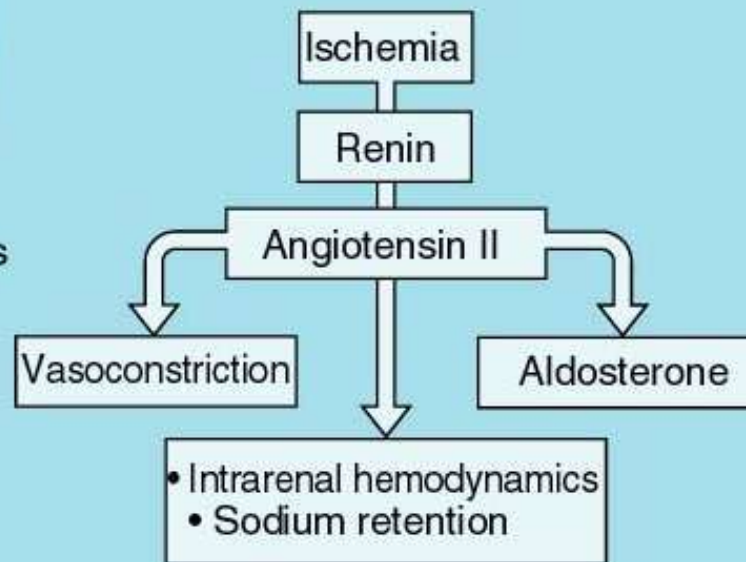 Ischemia
Renin
Angiotensin II
s
Vasoconstriction
Aldosterone
• Intrarenal hemodynamics
• Sodium retention